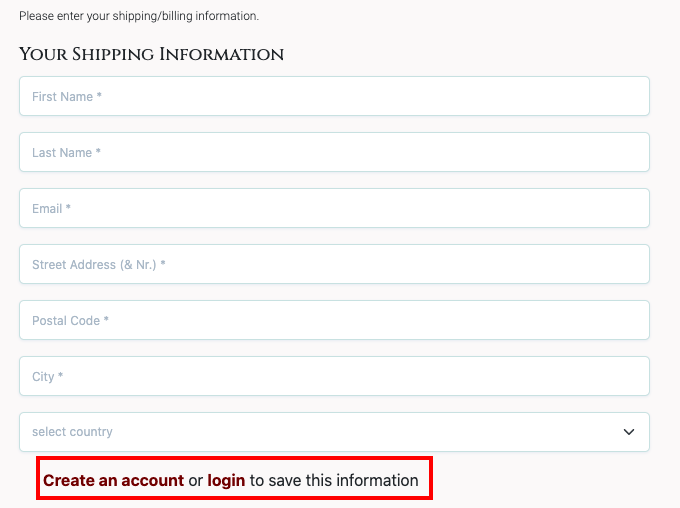 Please enter your shipping/billing information.
Your Shipping Information
First Name *
Last Name *
Email *
Street Address (& Nr.) *
Postal Code *
City *
select country
Create an account or login to save this information